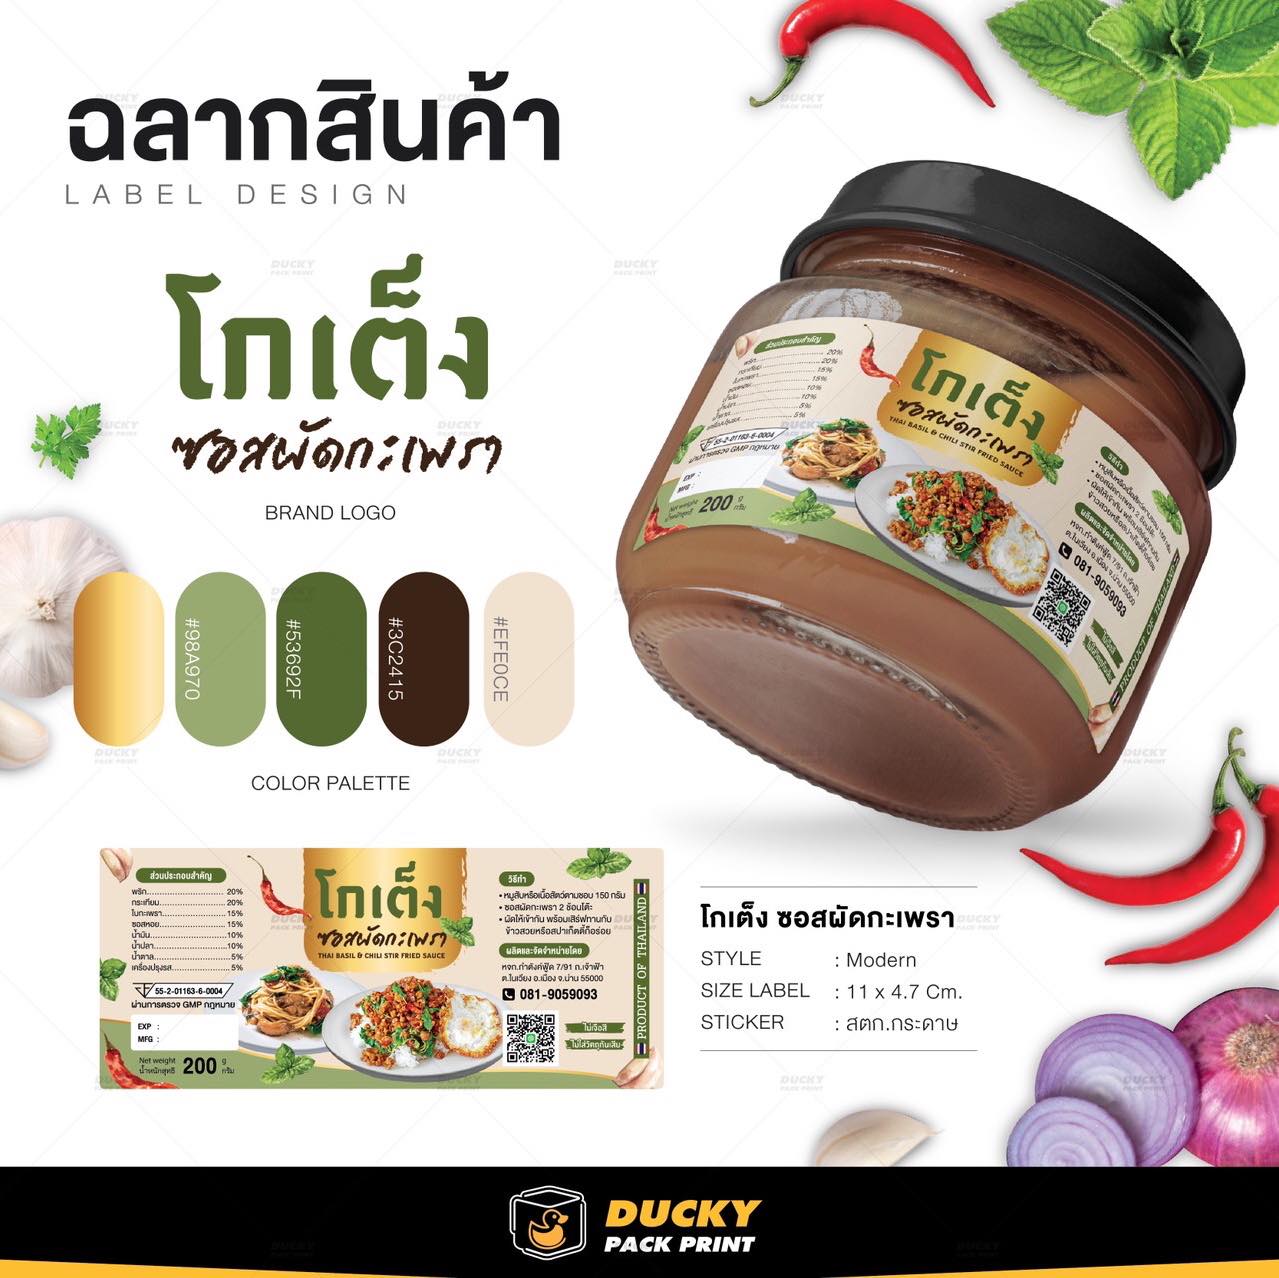 ฉลากสินค้า
LABEL DESIGN
โกเต็ง
ซอสผัดกะเพรา
BRAND LOGO
#98A970
#53692F
#3C2415
#EFE0CE
COLOR PALETTE
ส่วนประกอบสำคัญ
พริก 20%
กระเทียม 20%
ใบกะเพรา 15%
ซอสหอย 15%
น้ำมัน 10%
น้ำปลา 10%
น้ำตาล 5%
เครื่องปรุงรส 5%
55-2-01163-6-0004
ผ่านการตรวจ GMP กฎหมาย
EXP :
MFG :
Net weight
น้ำหนักสุทธิ
200 g
กรัม
โกเต็ง
ซอสผัดกะเพรา
THAI BASIL & CHILI STIR FRIED SAUCE
วิธีทำ
• หมูสับหรือเนื้อสัตว์ตามชอบ 150 กรัม
• ซอสผัดกะเพรา 2 ช้อนโต๊ะ
• ผัดให้เข้ากัน พร้อมเสิร์ฟทานกับ
ข้าวสวยหรือสปาเก็ตตี้ก็อร่อย
ผลิตและจัดจำหน่ายโดย
หจก.กำตังค์ฟู้ด 7/91 ถ.เจ้าฟ้า
ต.ในเวียง อ.เมือง จ.น่าน 55000
081-9059093
ไม่เจือสี
ไม่ใส่วัตถุกันเสีย
PRODUCT OF THAILAND
โกเต็ง ซอสผัดกะเพรา
STYLE : Modern
SIZE LABEL : 11 x 4.7 Cm.
STICKER : สตก.กระดาษ
DUCKY
PACK PRINT